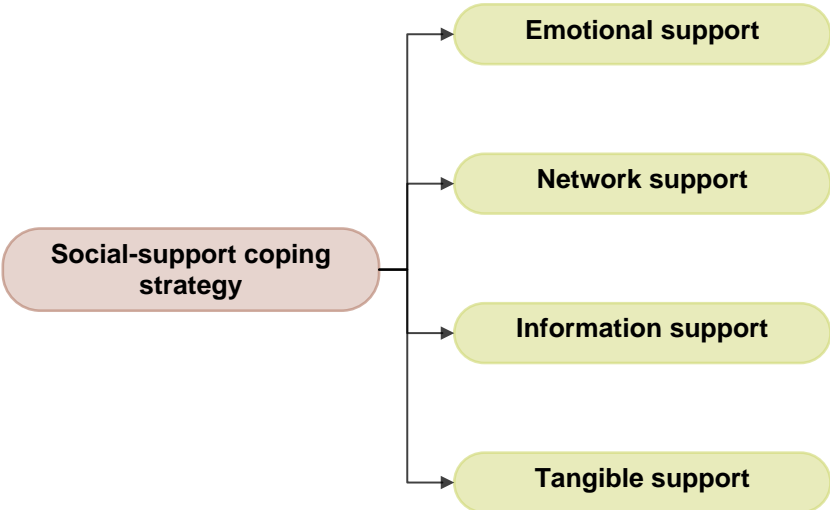 Emotional support
Network support
Social-support coping
strategy
Information support
Tangible support